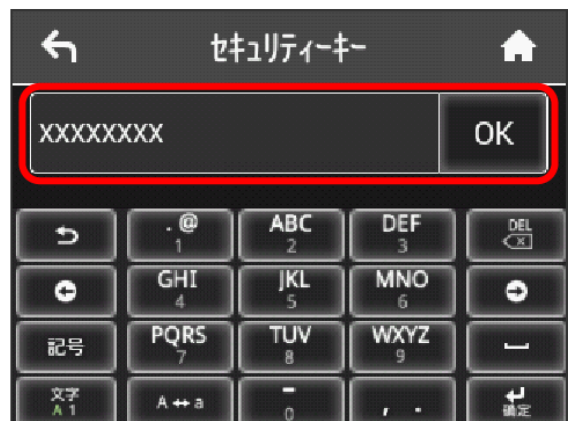 セキュリティーキー
XXXXXXXX OK
. @ ABC DEF DEL
1 2 3
GHI JKL MNO
4 5 6
記号 PQRS TUV WXYZ
7 8 9
文字 A ↔ a - , .
A 1 0 確定